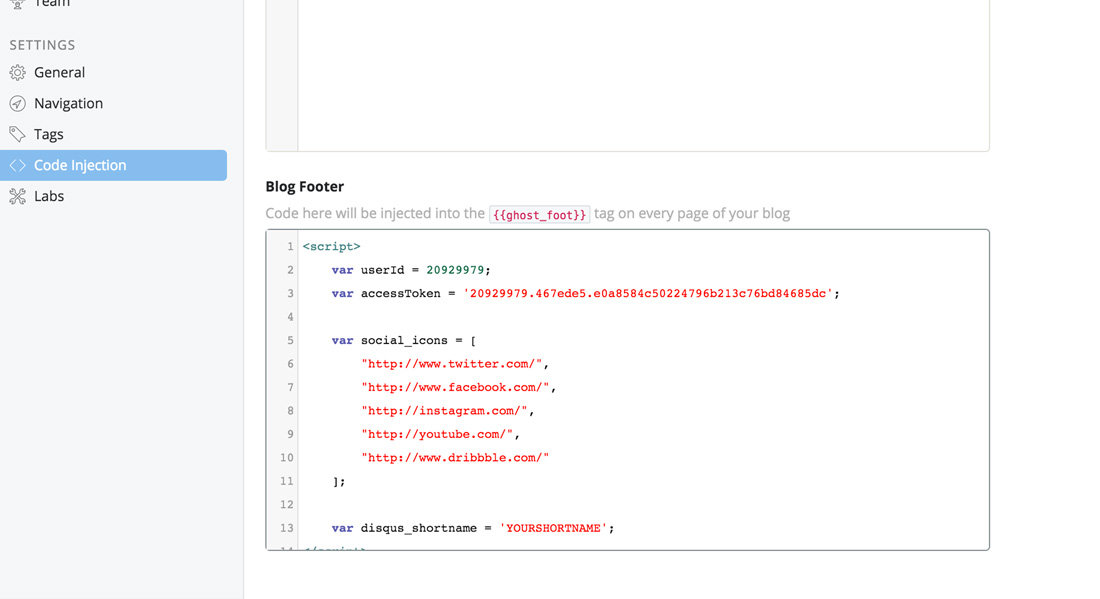 Team
SETTINGS
General
Navigation
Tags
Code Injection
Labs
Blog Footer
Code here will be injected into the {{ghost_foot}} tag on every page of your blog
1 <script>
2 var userId = 20929979;
3 var accessToken = '20929979.467ede5.e0a8584c50224796b213c76bd84685dc';
4
5 var social_icons = [
6 "http://www.twitter.com/",
7 "http://www.facebook.com/",
8 "http://instagram.com/",
9 "http://youtube.com/",
10 "http://www.dribbble.com/"
11 ];
12
13 var disqus_shortname = 'YOURSHORTNAME';
14 </script>